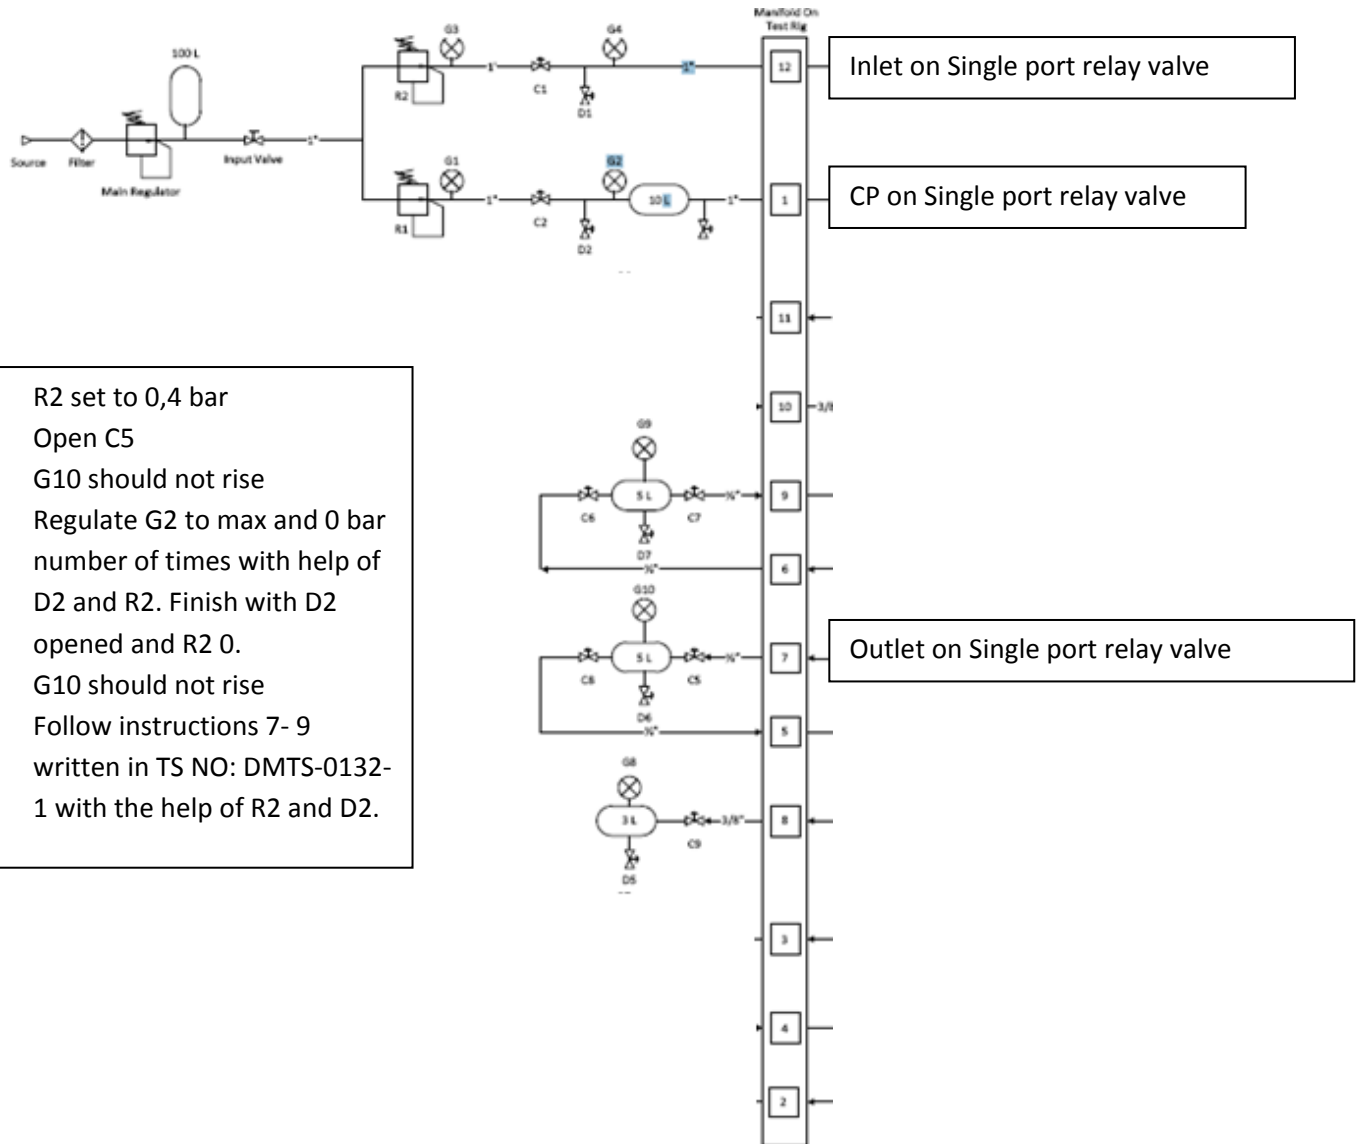 Manifold On
Test Rig
G3
G4
100 L
1"
1"
12
Inlet on Single port relay valve
R2
C1
D1
Source
Filter
Main Regulator
Input Valve
1"
G1
G2
1"
10 L
1"
1
CP on Single port relay valve
R1
C2
D2
11
R2 set to 0,4 bar
Open C5
G10 should not rise
Regulate G2 to max and 0 bar
number of times with help of
D2 and R2. Finish with D2
opened and R2 0.
G10 should not rise
Follow instructions 7- 9
written in TS NO: DMTS-0132-
1 with the help of R2 and D2.
10
3/8
G9
5 L
9
C6
C7
D7
6
G10
5 L
7
Outlet on Single port relay valve
C8
C5
D6
5
G8
3 L
3/8"
8
C9
D5
3
4
2